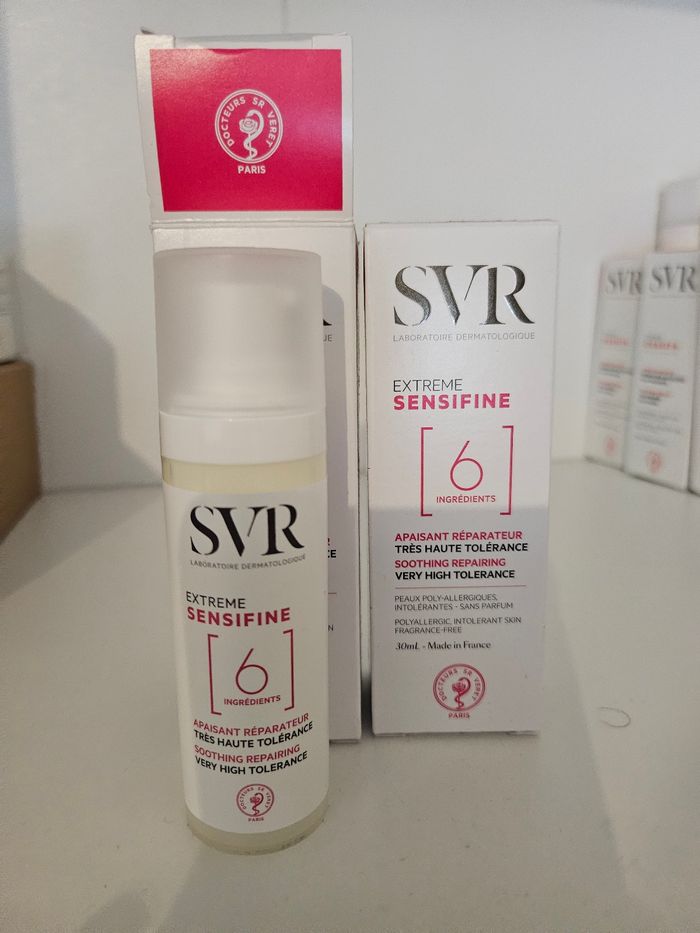 DOCTEURS SR VERET
PARIS
SVR
LABORATOIRE DERMATOLOGIQUE
EXTREME
SENSIFINE
6
INGRÉDIENTS
APAISANT RÉPARATEUR
TRÈS HAUTE TOLÉRANCE
SOOTHING REPAIRING
VERY HIGH TOLERANCE
DOCTEURS SR VERET
PARIS
SVR
LABORATOIRE DERMATOLOGIQUE
EXTREME
SENSIFINE
6
INGRÉDIENTS
APAISANT RÉPARATEUR
TRÈS HAUTE TOLÉRANCE
SOOTHING REPAIRING
VERY HIGH TOLERANCE
PEAUX POLY-ALLERGIQUES,
INTOLÉRANTES - SANS PARFUM
POLYALLERGIC, INTOLERANT SKIN
FRAGRANCE-FREE
30mL - Made in France
DOCTEURS SR VERET
PARIS
SVR
SVR